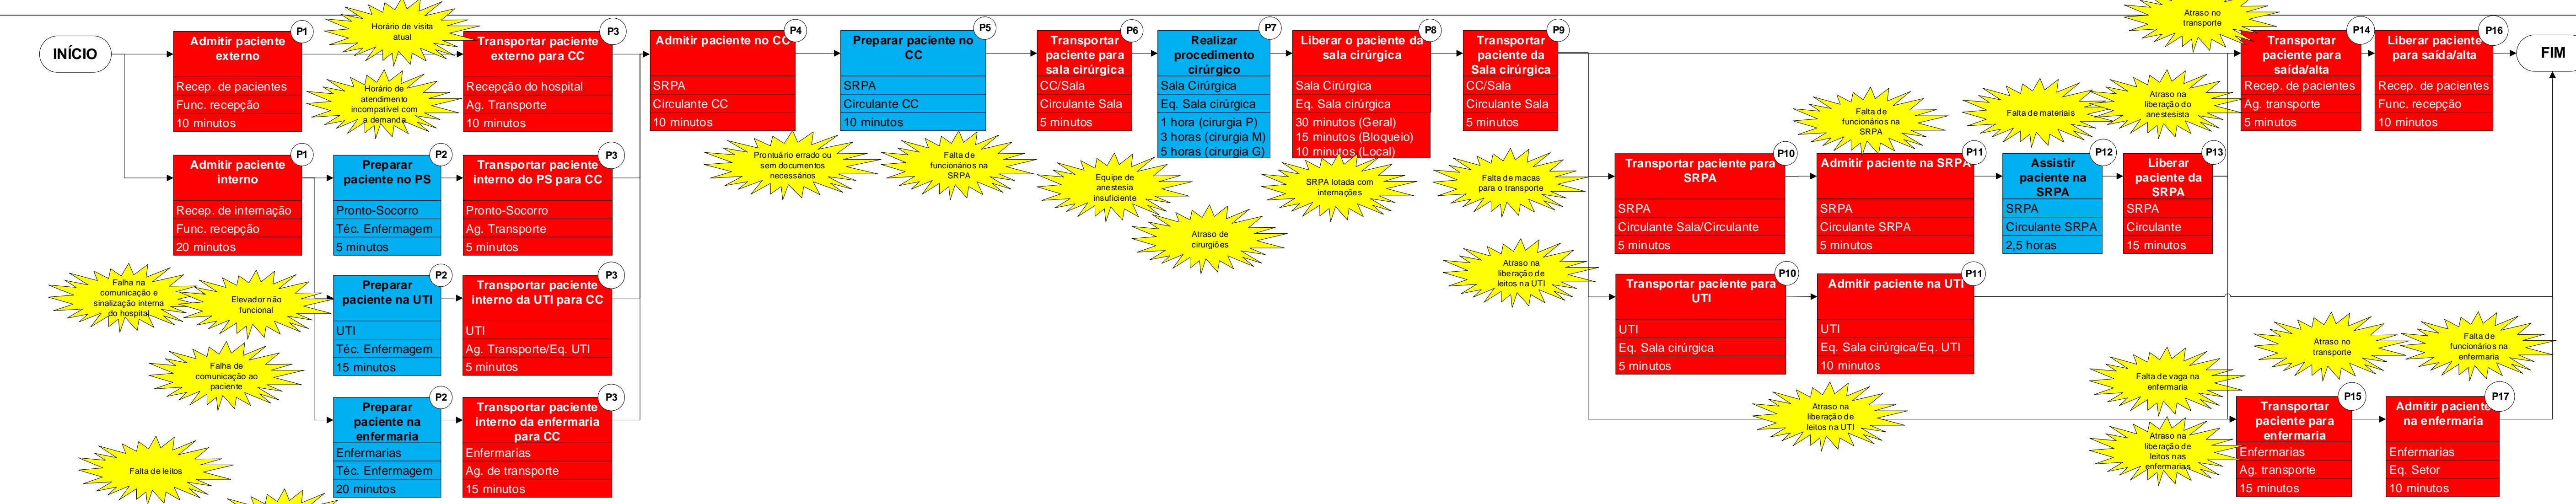 INÍCIO
P1
Admitir paciente
externo
Recep. de pacientes
Func. recepção
10 minutos
Horário de visita
atual
Horário de
atendimento
incompatível com
a demanda
P3
Transportar paciente
externo para CC
Recepção do hospital
Ag. Transporte
10 minutos
P4
Admitir paciente no CC
SRPA
Circulante CC
10 minutos
Prontuário errado ou
sem documentos
necessários
P5
Preparar paciente no
CC
SRPA
Circulante CC
10 minutos
Falta de
funcionários na
SRPA
P6
Transportar
paciente para
sala cirúrgica
CC/Sala
Circulante Sala
5 minutos
Equipe de
anestesia
insuficiente
P7
Realizar
procedimento
cirúrgico
Sala Cirúrgica
Eq. Sala cirúrgica
1 hora (cirurgia P)
3 horas (cirurgia M)
5 horas (cirurgia G)
Atraso de
cirurgiões
P8
Liberar o paciente da
sala cirúrgica
Sala Cirúrgica
Eq. Sala cirúrgica
30 minutos (Geral)
15 minutos (Bloqueio)
10 minutos (Local)
SRPA lotada com
internações
P9
Transportar
paciente da
Sala cirúrgica
CC/Sala
Circulante Sala
5 minutos
Falta de macas
para o transporte
Atraso na
liberação de
leitos na UTI
Atraso no
transporte
P14
Transportar
paciente para
saída/alta
Recep. de pacientes
Ag. transporte
5 minutos
P16
Liberar paciente
para saída/alta
Recep. de pacientes
Func. recepção
10 minutos
FIM
P1
Admitir paciente
interno
Recep. de internação
Func. recepção
20 minutos
P2
Preparar
paciente no PS
Pronto-Socorro
Téc. Enfermagem
5 minutos
P3
Transportar paciente
interno do PS para CC
Pronto-Socorro
Ag. Transporte
5 minutos
P10
Transportar paciente para
SRPA
SRPA
Circulante Sala/Circulante
5 minutos
Falta de
funcionários na
SRPA
P11
Admitir paciente na SRPA
SRPA
Circulante SRPA
5 minutos
Falta de materiais
P12
Assistir
paciente na
SRPA
SRPA
Circulante SRPA
2,5 horas
Atraso na
liberação do
anestesista
P13
Liberar
paciente da
SRPA
SRPA
Circulante
15 minutos
Falha na
comunicação e
sinalização interna
do hospital
Elevador não
funcional
Falha de
comunicação ao
paciente
Falta de leitos
P2
Preparar
paciente na UTI
UTI
Téc. Enfermagem
15 minutos
P3
Transportar paciente
interno da UTI para CC
UTI
Ag. Transporte/Eq. UTI
5 minutos
P10
Transportar paciente para
UTI
UTI
Eq. Sala cirúrgica
5 minutos
P11
Admitir paciente na UTI
UTI
Eq. Sala cirúrgica/Eq. UTI
10 minutos
P2
Preparar
paciente na
enfermaria
Enfermarias
Téc. Enfermagem
20 minutos
P3
Transportar paciente
interno da enfermaria
para CC
Enfermarias
Ag. de transporte
15 minutos
Atraso na
liberação de
leitos na UTI
Falta de vaga na
enfermaria
Atraso na
liberação de
leitos nas
enfermarias
Atraso no
transporte
Falta de
funcionários na
enfermaria
P15
Transportar
paciente para
enfermaria
Enfermarias
Ag. transporte
15 minutos
P17
Admitir paciente
na enfermaria
Enfermarias
Eq. Setor
10 minutos